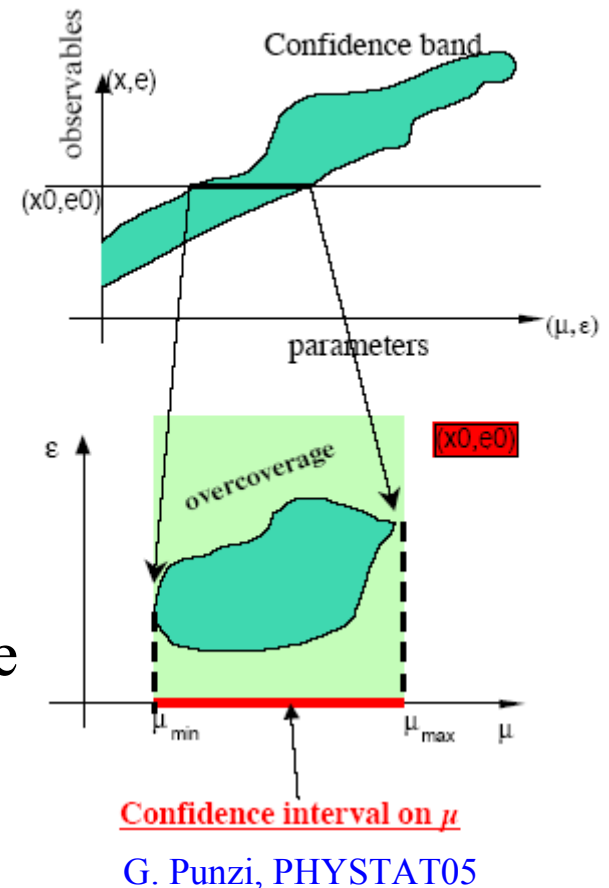 observables
Confidence band
(x,e)
(x0,e0)
(μ,ε)
parameters
ε
(x0,e0)
overcoverage
e
μ min
μ max
μ
Confidence interval on μ
G. Punzi, PHYSTAT05